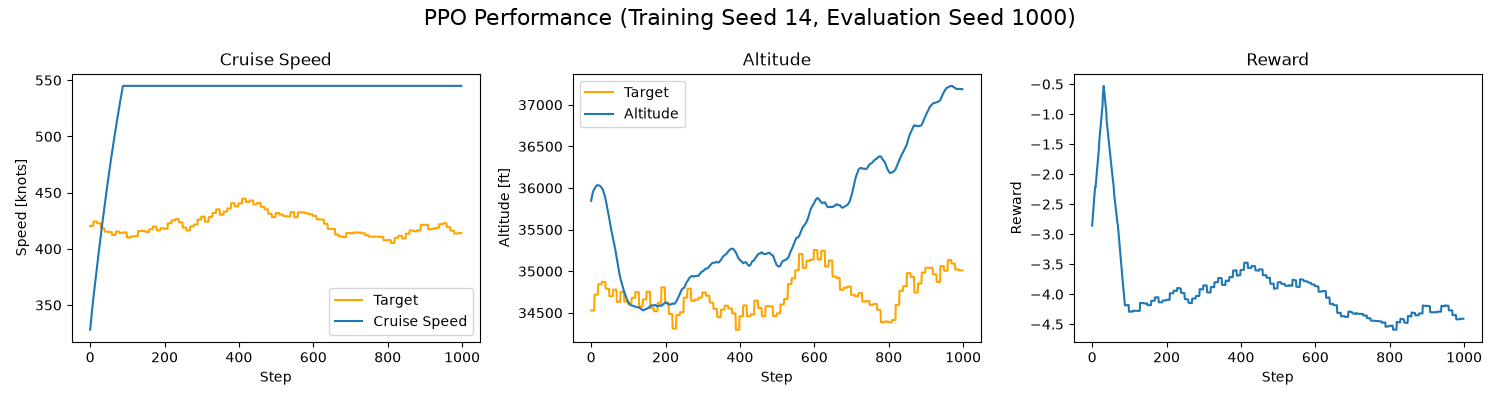 PPO Performance (Training Seed 14, Evaluation Seed 1000)
Cruise Speed
550
500
450
400
350
Speed [knots]
Target
Cruise Speed
0 200 400 600 800 1000
Step
Altitude
37000
36500
36000
35500
35000
34500
Altitude [ft]
Target
Altitude
0 200 400 600 800 1000
Step
Reward
−0.5
−1.0
−1.5
−2.0
−2.5
−3.0
−3.5
−4.0
−4.5
Reward
0 200 400 600 800 1000
Step